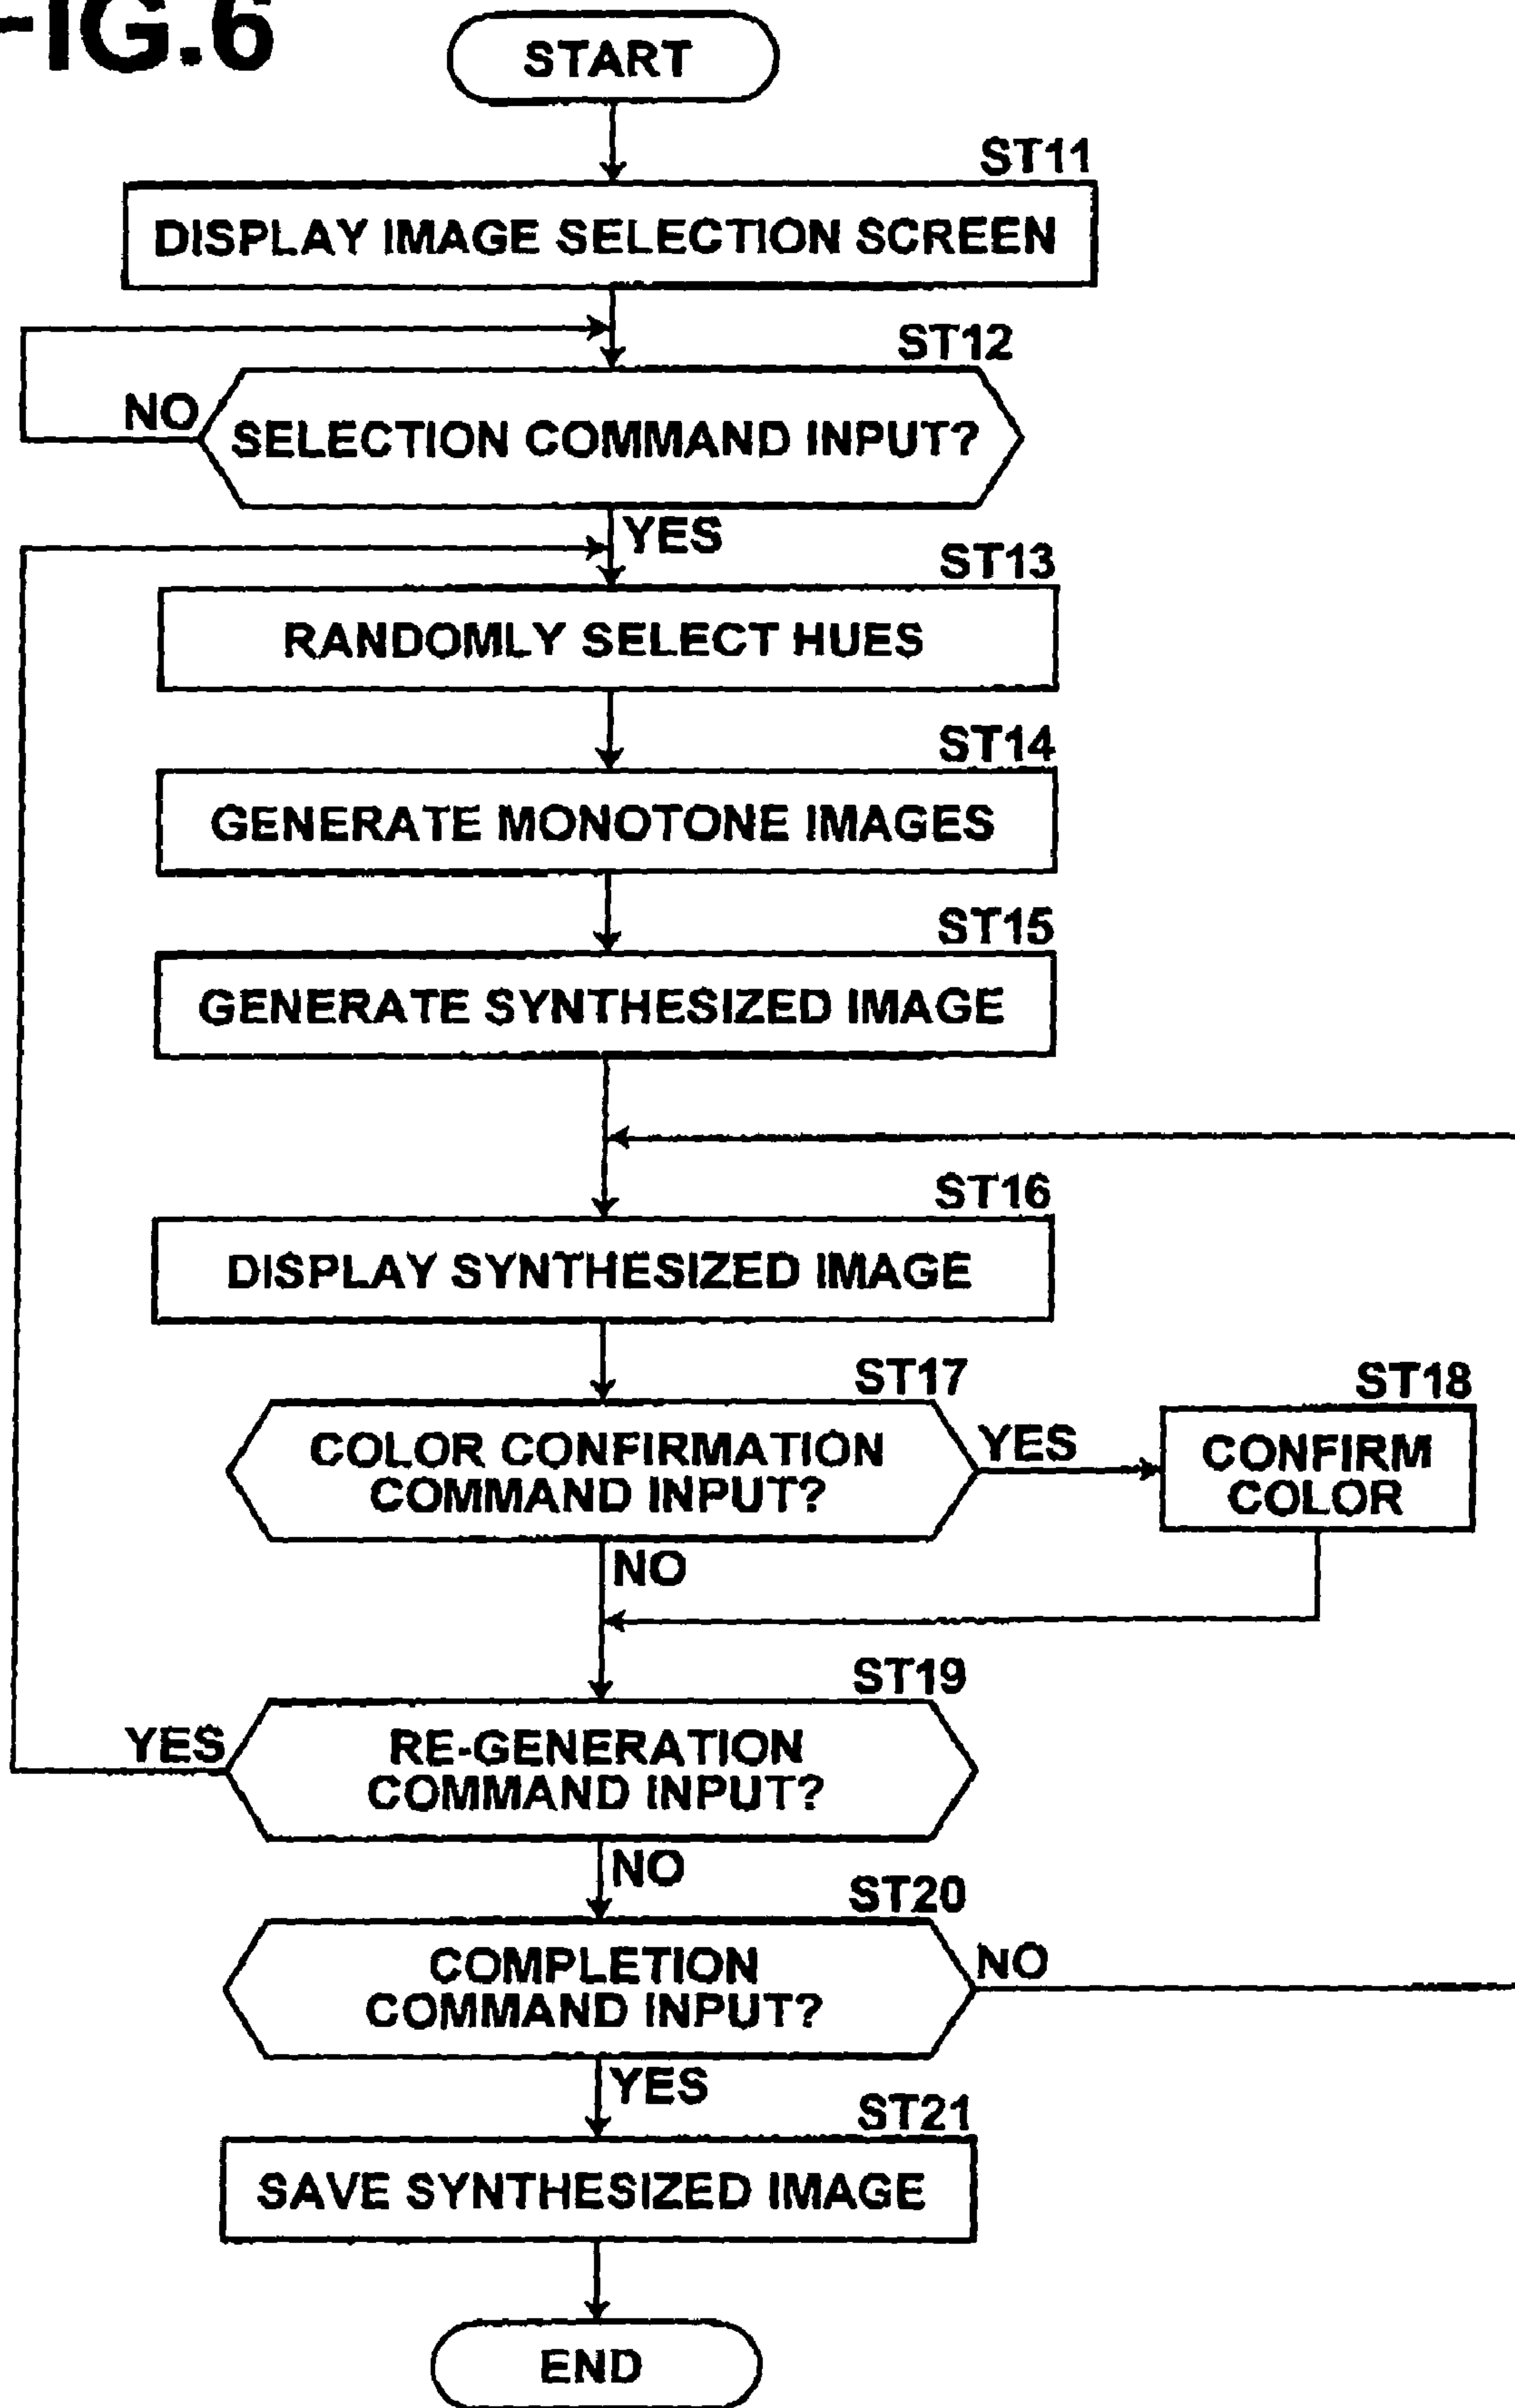 FIG.6
START
ST11
DISPLAY IMAGE SELECTION SCREEN
ST12
NO
SELECTION COMMAND INPUT?
YES
ST13
RANDOMLY SELECT HUES
ST14
GENERATE MONOTONE IMAGES
ST15
GENERATE SYNTHESIZED IMAGE
ST16
DISPLAY SYNTHESIZED IMAGE
ST17
COLOR CONFIRMATION
COMMAND INPUT?
YES
ST18
CONFIRM
COLOR
NO
ST19
YES
RE-GENERATION
COMMAND INPUT?
NO
ST20
COMPLETION
COMMAND INPUT?
NO
YES
ST21
SAVE SYNTHESIZED IMAGE
END